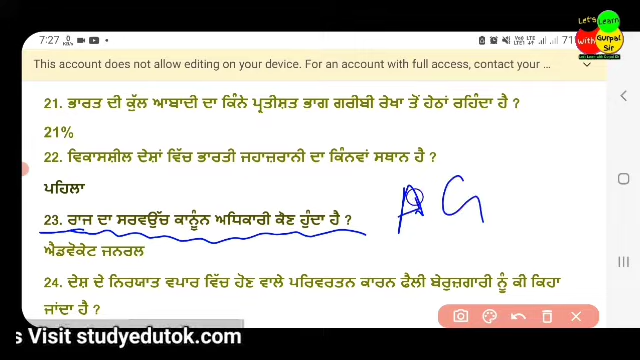 7:27
Let's
Learn
with
Gurpal
Sir
This account does not allow editing on your device. For an account with full access, contact your ...
21. ਭਾਰਤ ਦੀ ਕੁੱਲ ਆਬਾਦੀ ਦਾ ਕਿੰਨੇ ਪ੍ਰਤੀਸ਼ਤ ਭਾਗ ਗਰੀਬੀ ਰੇਖਾ ਤੋਂ ਹੇਠਾਂ ਰਹਿੰਦਾ ਹੈ ?
21%
22. ਵਿਕਾਸਸ਼ੀਲ ਦੇਸ਼ਾਂ ਵਿੱਚ ਭਾਰਤੀ ਜਹਾਜ਼ਰਾਨੀ ਦਾ ਕਿੰਨਵਾਂ ਸਥਾਨ ਹੈ ?
ਪਹਿਲਾ
23. ਰਾਜ ਦਾ ਸਰਵਉੱਚ ਕਾਨੂੰਨ ਅਧਿਕਾਰੀ ਕੋਣ ਹੁੰਦਾ ਹੈ ?
AG
ਐਡਵੋਕੇਟ ਜਨਰਲ
24. ਦੇਸ਼ ਦੇ ਨਿਰਯਾਤ ਵਪਾਰ ਵਿੱਚ ਹੋਣ ਵਾਲੇ ਪਰਿਵਰਤਨ ਕਾਰਨ ਫੈਲੀ ਬੇਰੁਜ਼ਗਾਰੀ ਨੂੰ ਕੀ ਕਿਹਾ
ਜਾਂਦਾ ਹੈ ?
s Visit studyedutok.com